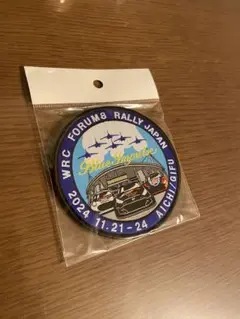 WRC FORUM8 RALLY JAPAN
Blue Impulse
2024 11.21-24 AICHI/GIFU